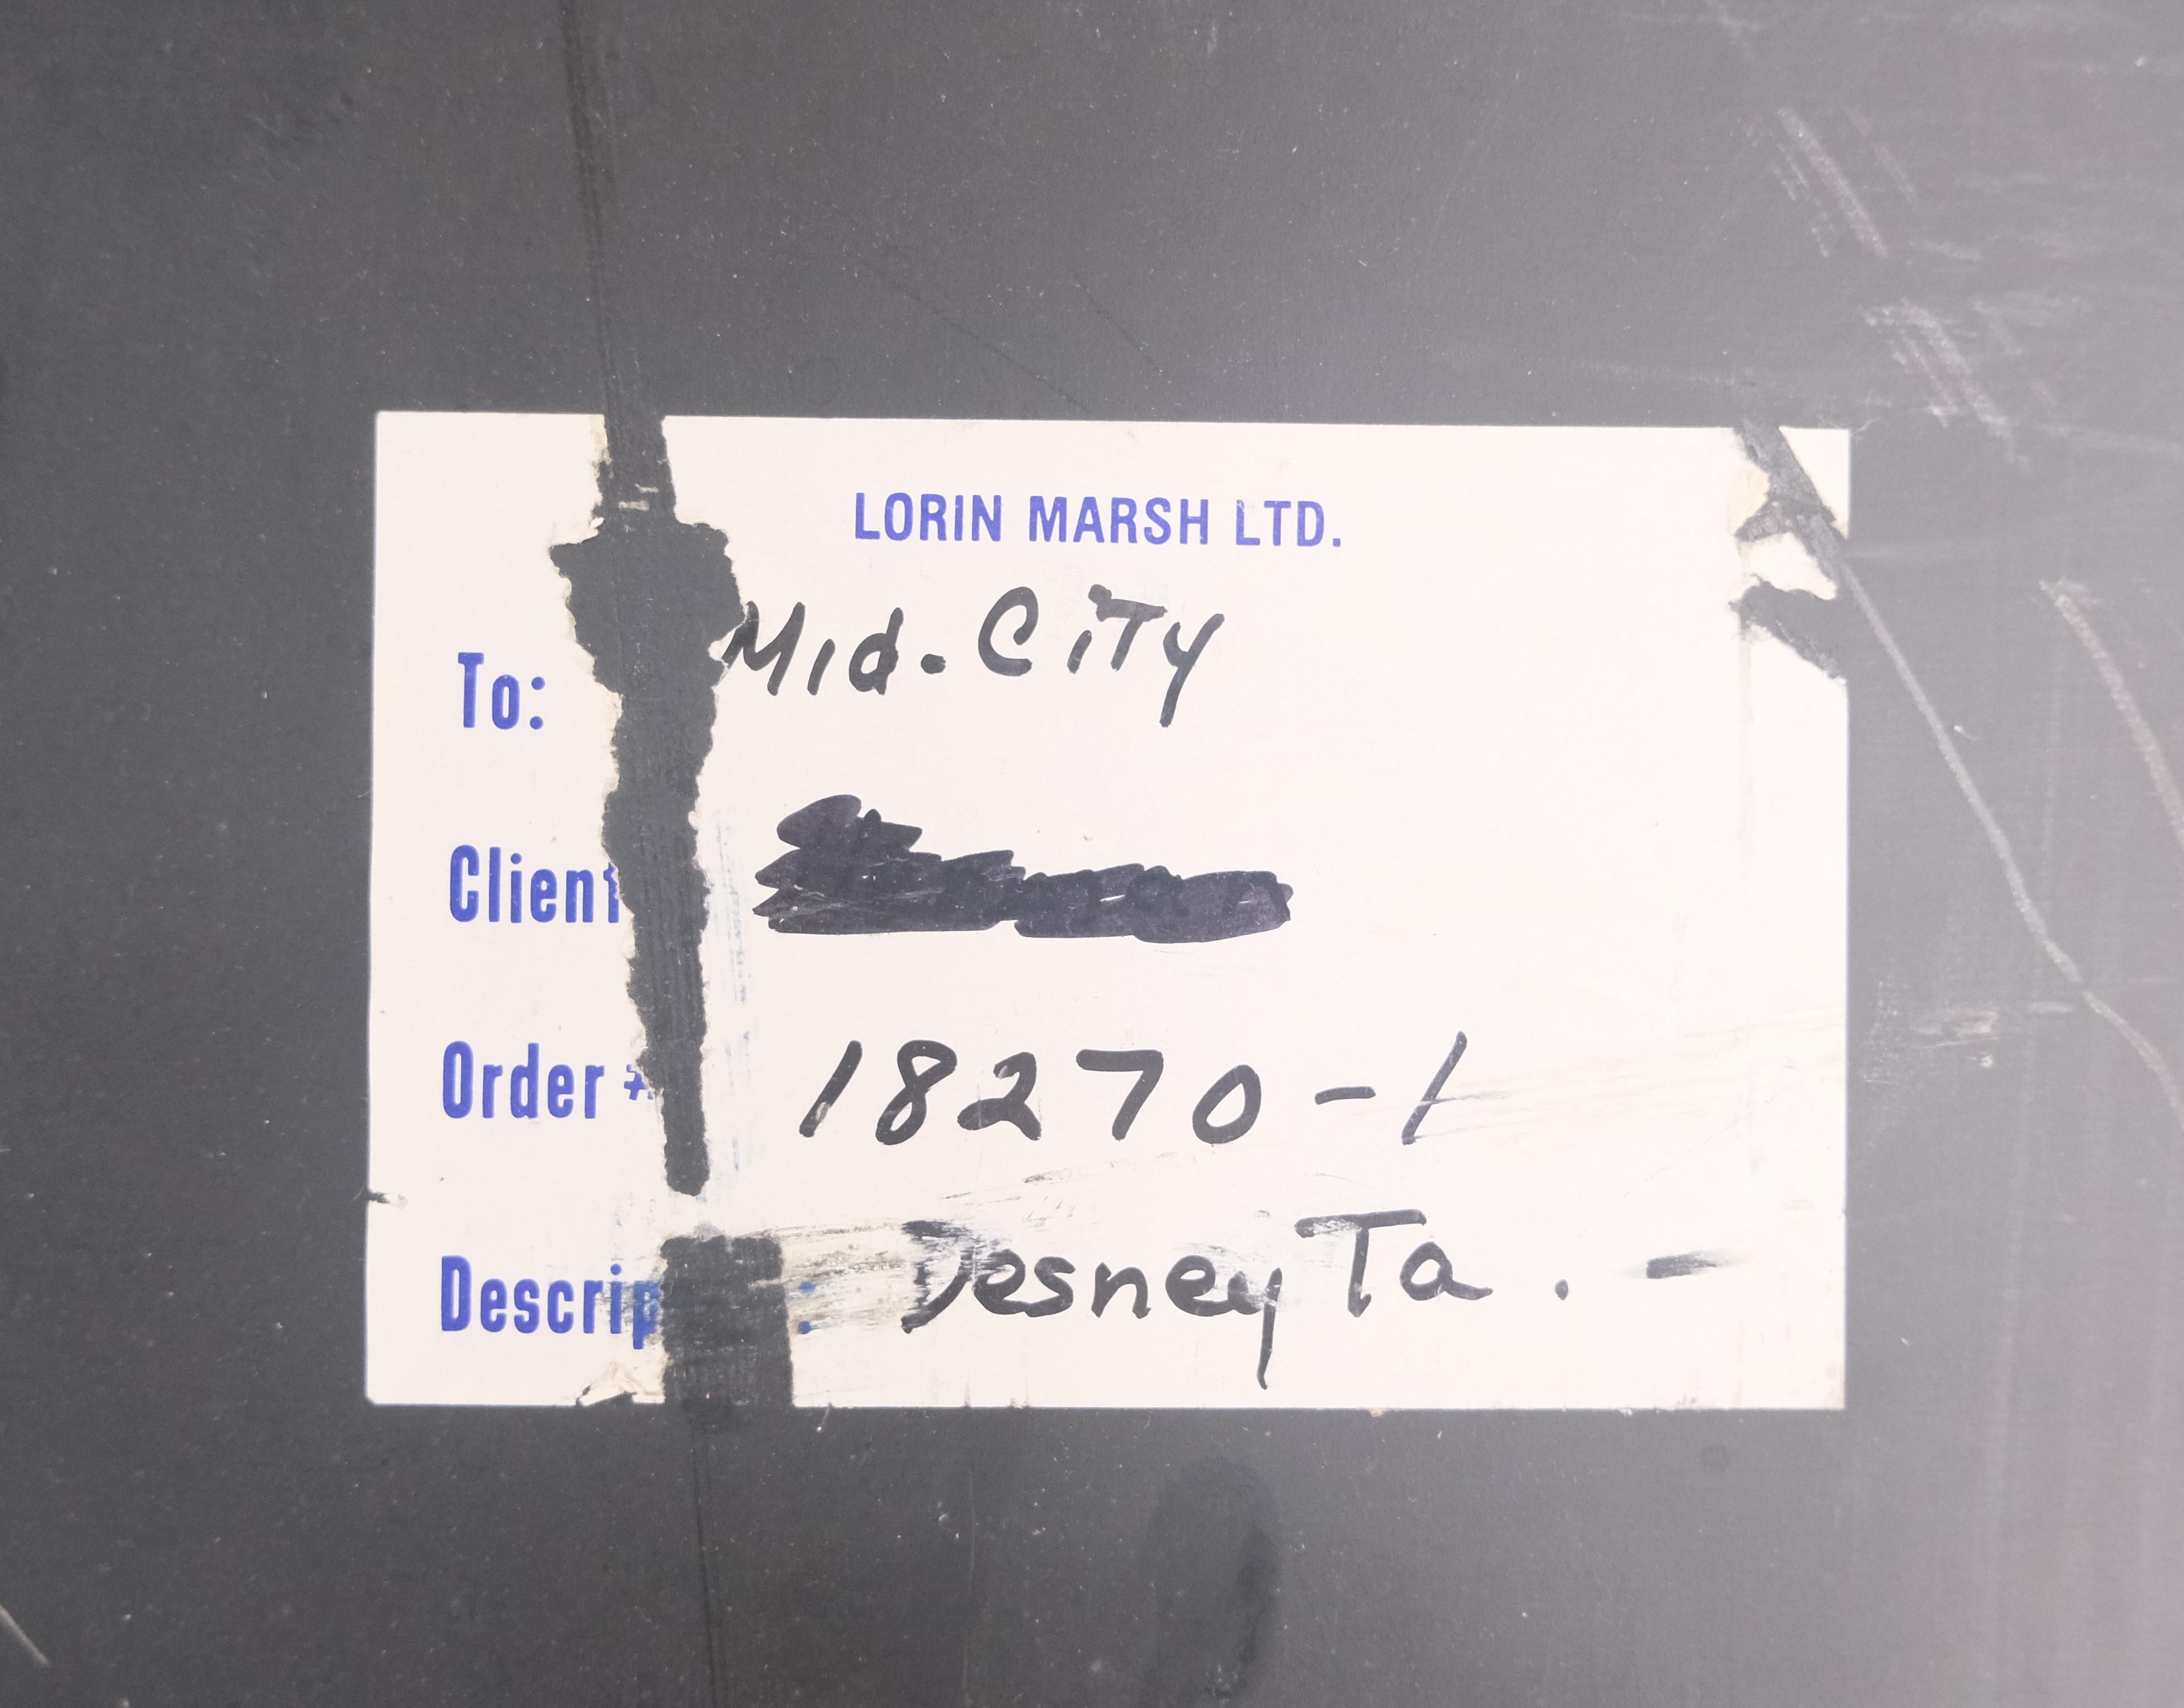 LORIN MARSH LTD.
To: Mid. City
Client
Order # 18270-1
Descrip : Desney Ta. -